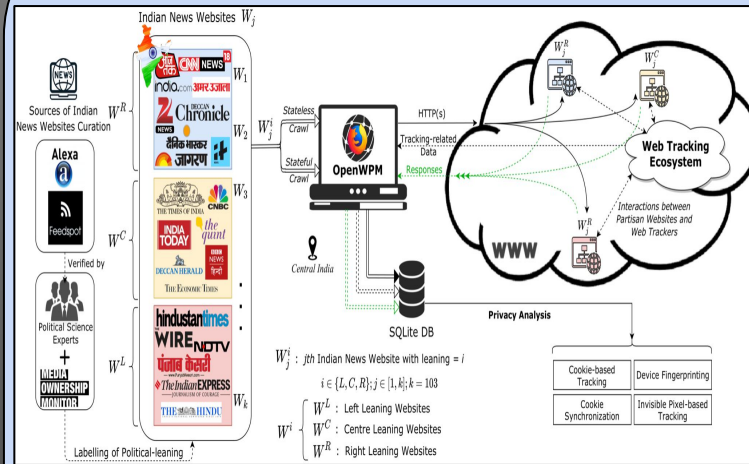 Indian News Websites W_j
NEWS
Sources of Indian
News Websites Curation
Alexa
a
Feedspot
Verified by
Political Science
Experts
+
MEDIA
OWNERSHIP
MONITOR
Labelling of Political-leaning
W^R
W^C
W^L
आज तक
CNN NEWS 18
india.com अमर उजाला
Z
NEWS
DECCAN
Chronicle
दैनिक भास्कर
जागरण
W_1
W_2
W_3
W_k
THE TIMES OF INDIA
CNBC
INDIA
TODAY
the
quint
DECCAN HERALD
BBC
NEWS
हिन्दी
THE ECONOMIC TIMES
hindustantimes
WIRE
NDTV
पंजाब केसरी
The Indian EXPRESS
JOURNALISM OF COURAGE
THE HINDU
W_j^i
Stateless
Crawl
Stateful
Crawl
OpenWPM
HTTP(s)
Tracking-related
Data
Responses
Central India
SQLite DB
W_j^R
W_j^C
Web Tracking
Ecosystem
Interactions between
Partisan Websites and
Web Trackers
W_j^R
WWW
Privacy Analysis
Cookie-based
Tracking
Device Fingerprinting
Cookie
Synchronization
Invisible Pixel-based
Tracking
W_j^i : jth Indian News Website with leaning = i
i ∈ {L, C, R}; j ∈ [1, k]; k = 103
W^i
W^L : Left Leaning Websites
W^C : Centre Leaning Websites
W^R : Right Leaning Websites